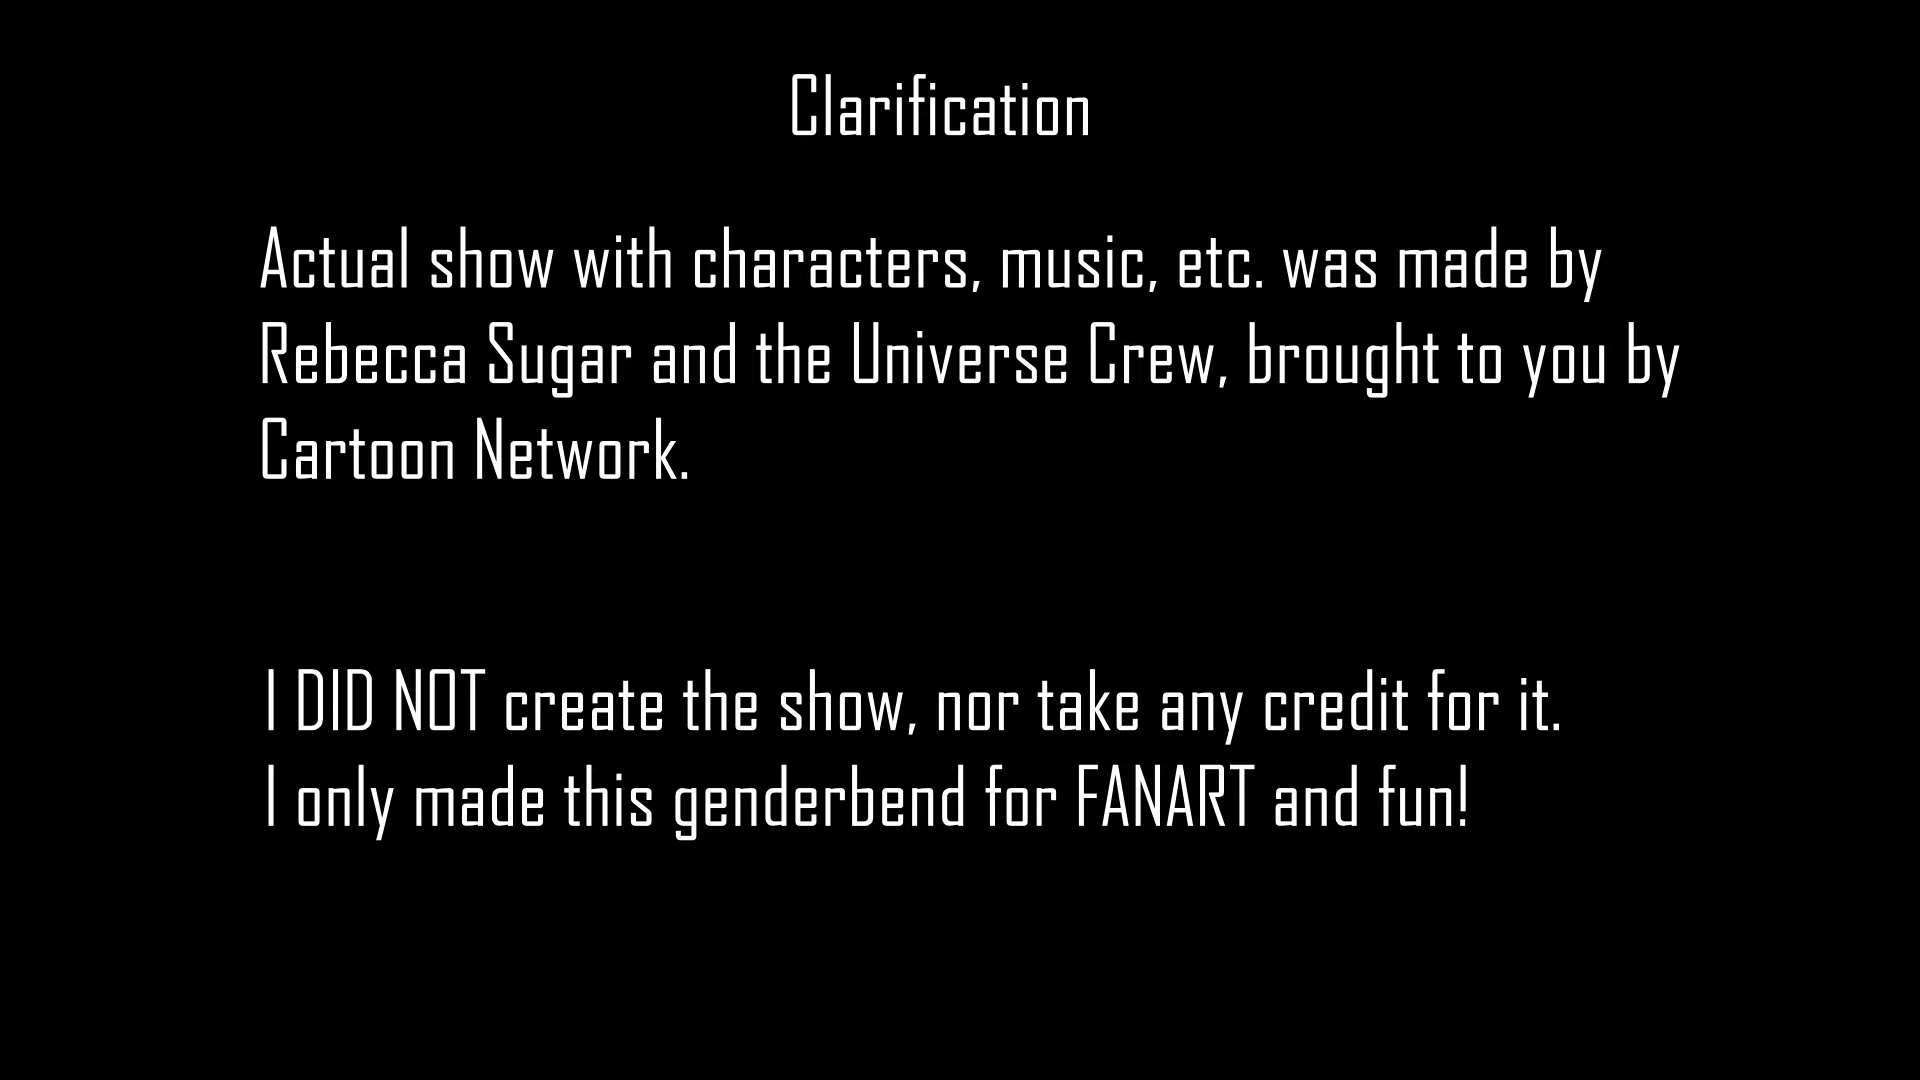 Clarification
Actual show with characters, music, etc. was made by
Rebecca Sugar and the Universe Crew, brought to you by
Cartoon Network.
I DID NOT create the show, nor take any credit for it.
I only made this genderbend for FANART and fun!